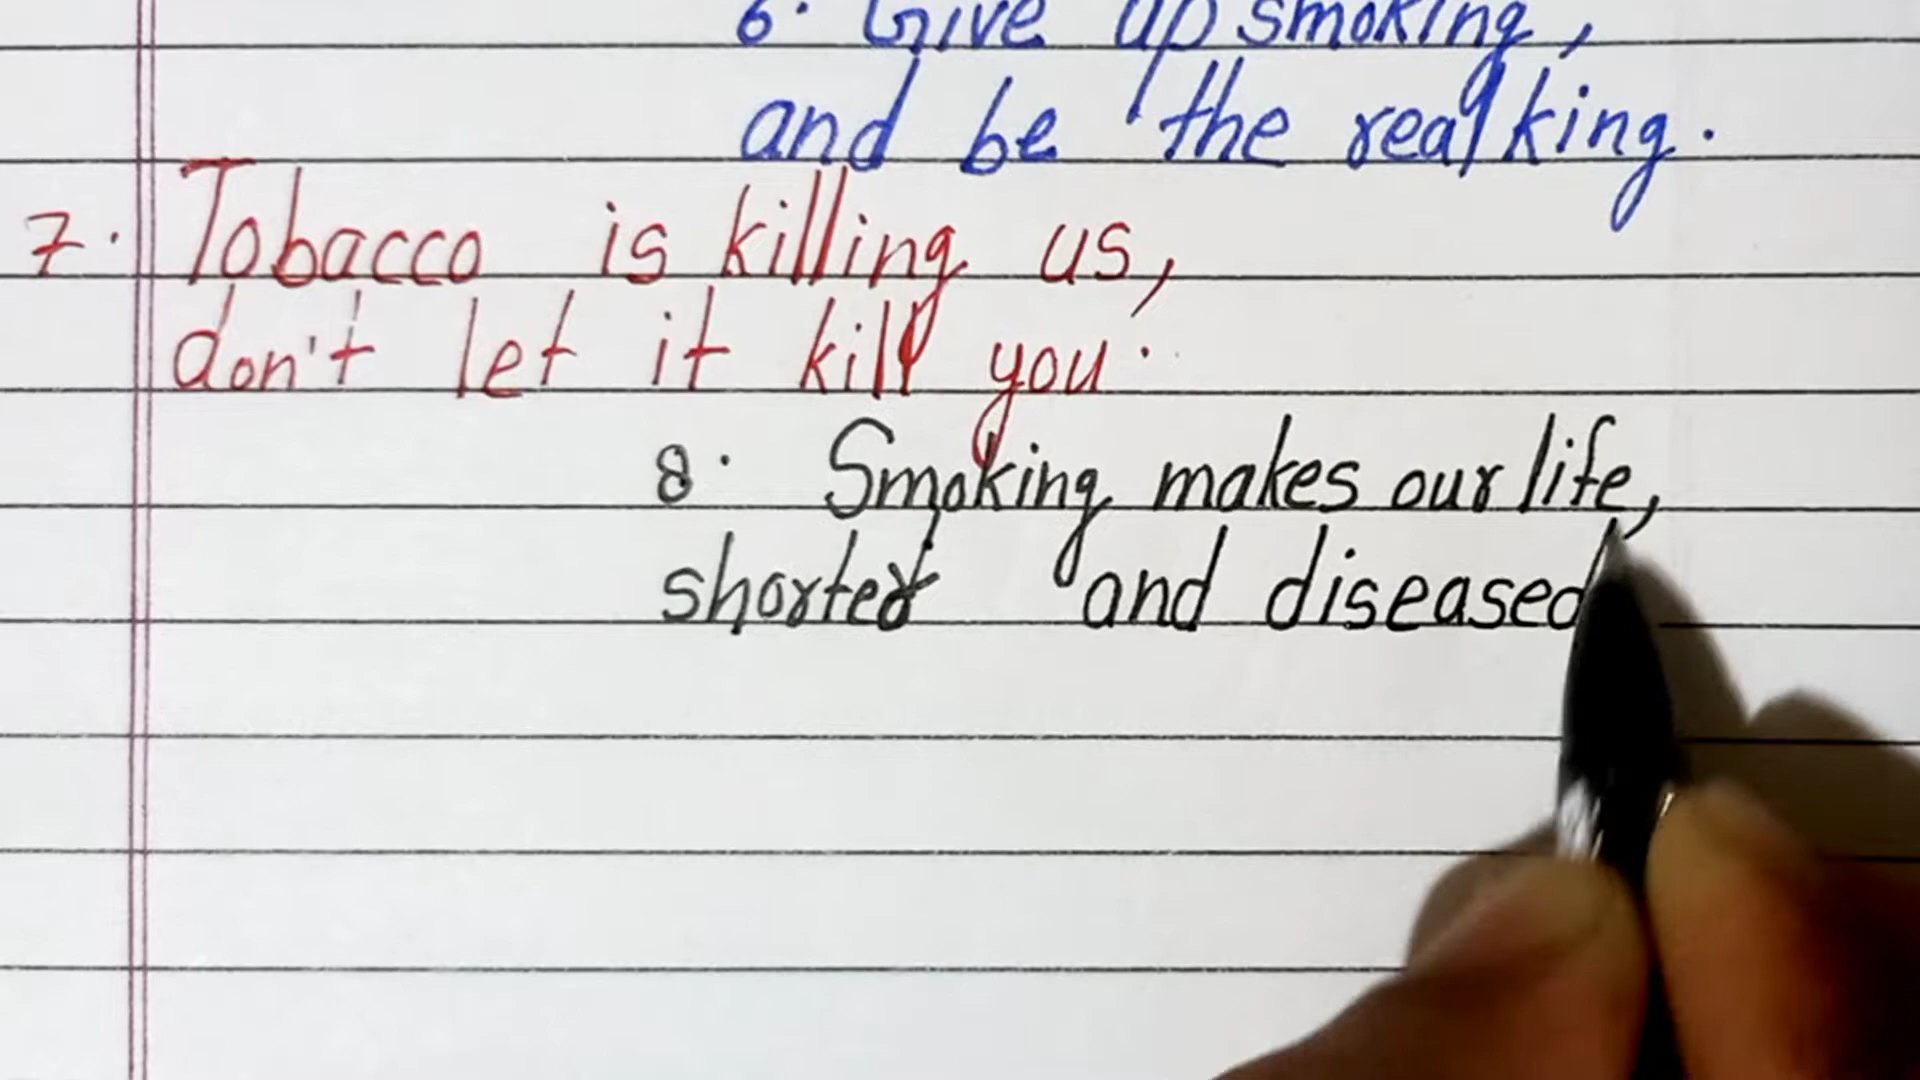 6. Give up smoking,
and be the real king.
7. Tobacco is killing us,
don't let it kill you.
8. Smoking makes our life,
shorter and diseased